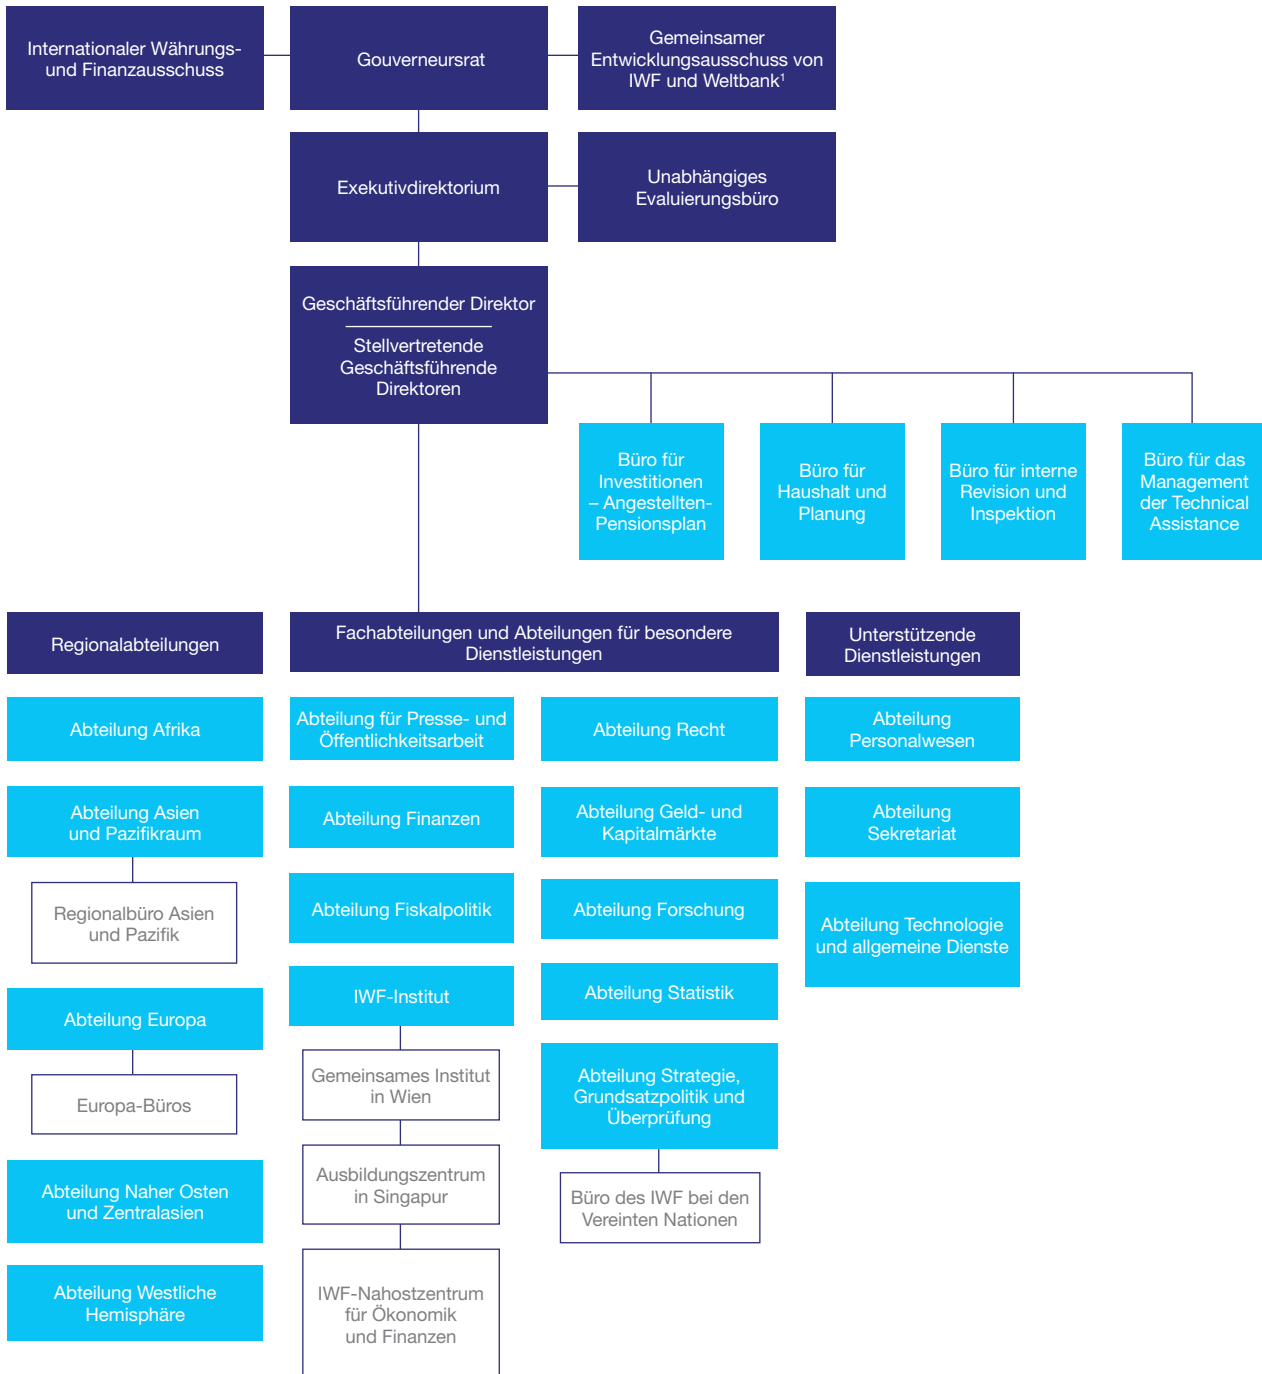 Internationaler Währungs-
und Finanzausschuss
Gouverneursrat
Gemeinsamer
Entwicklungsausschuss von
IWF und Weltbank¹
Exekutivdirektorium
Unabhängiges
Evaluierungsbüro
Geschäftsführender Direktor
Stellvertretende
Geschäftsführende
Direktoren
Büro für
Investitionen
– Angestellten-
Pensionsplan
Büro für
Haushalt und
Planung
Büro für interne
Revision und
Inspektion
Büro für das
Management
der Technical
Assistance
Regionalabteilungen
Fachabteilungen und Abteilungen für besondere
Dienstleistungen
Unterstützende
Dienstleistungen
Abteilung Afrika
Abteilung Asien
und Pazifikraum
Regionalbüro Asien
und Pazifik
Abteilung Europa
Europa-Büros
Abteilung Naher Osten
und Zentralasien
Abteilung Westliche
Hemisphäre
Abteilung für Presse- und
Öffentlichkeitsarbeit
Abteilung Finanzen
Abteilung Fiskalpolitik
IWF-Institut
Gemeinsames Institut
in Wien
Ausbildungszentrum
in Singapur
IWF-Nahostzentrum
für Ökonomik
und Finanzen
Abteilung Recht
Abteilung Geld- und
Kapitalmärkte
Abteilung Forschung
Abteilung Statistik
Abteilung Strategie,
Grundsatzpolitik und
Überprüfung
Büro des IWF bei den
Vereinten Nationen
Abteilung
Personalwesen
Abteilung
Sekretariat
Abteilung Technologie
und allgemeine Dienste